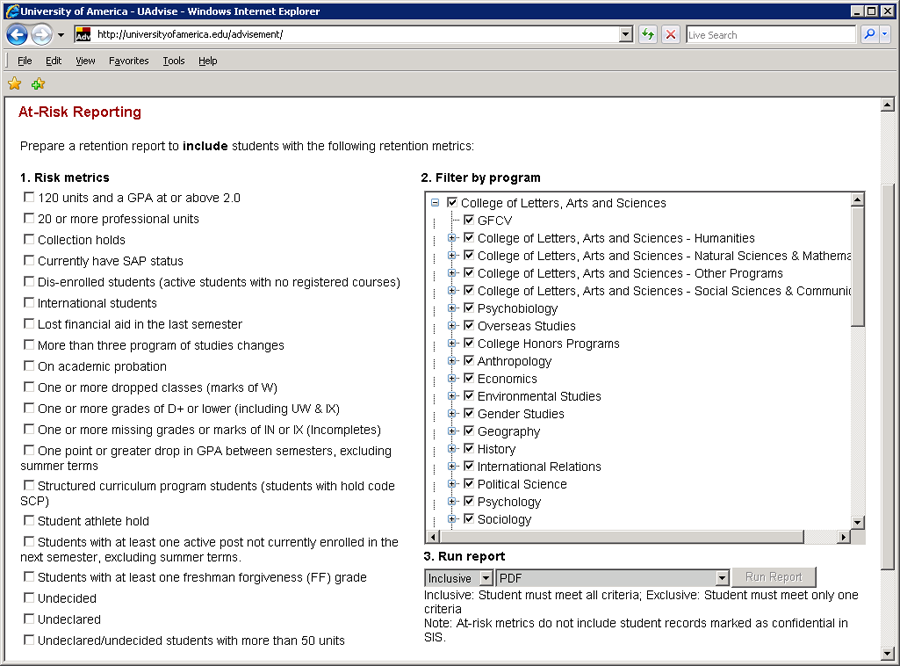 University of America - UAdvise - Windows Internet Explorer
Adv http://universityofamerica.edu/advisement/
Live Search
File Edit View Favorites Tools Help
At-Risk Reporting
Prepare a retention report to include students with the following retention metrics:
1. Risk metrics
120 units and a GPA at or above 2.0
20 or more professional units
Collection holds
Currently have SAP status
Dis-enrolled students (active students with no registered courses)
International students
Lost financial aid in the last semester
More than three program of studies changes
On academic probation
One or more dropped classes (marks of W)
One or more grades of D+ or lower (including UW & IX)
One or more missing grades or marks of IN or IX (Incompletes)
One point or greater drop in GPA between semesters, excluding
summer terms
Structured curriculum program students (students with hold code
SCP)
Student athlete hold
Students with at least one active post not currently enrolled in the
next semester, excluding summer terms.
Students with at least one freshman forgiveness (FF) grade
Undecided
Undeclared
Undeclared/undecided students with more than 50 units
2. Filter by program
College of Letters, Arts and Sciences
GFCV
College of Letters, Arts and Sciences - Humanities
College of Letters, Arts and Sciences - Natural Sciences & Mathema
College of Letters, Arts and Sciences - Other Programs
College of Letters, Arts and Sciences - Social Sciences & Communic
Psychobiology
Overseas Studies
College Honors Programs
Anthropology
Economics
Environmental Studies
Gender Studies
Geography
History
International Relations
Political Science
Psychology
Sociology
3. Run report
Inclusive PDF Run Report
Inclusive: Student must meet all criteria; Exclusive: Student must meet only one
criteria
Note: At-risk metrics do not include student records marked as confidential in
SIS.